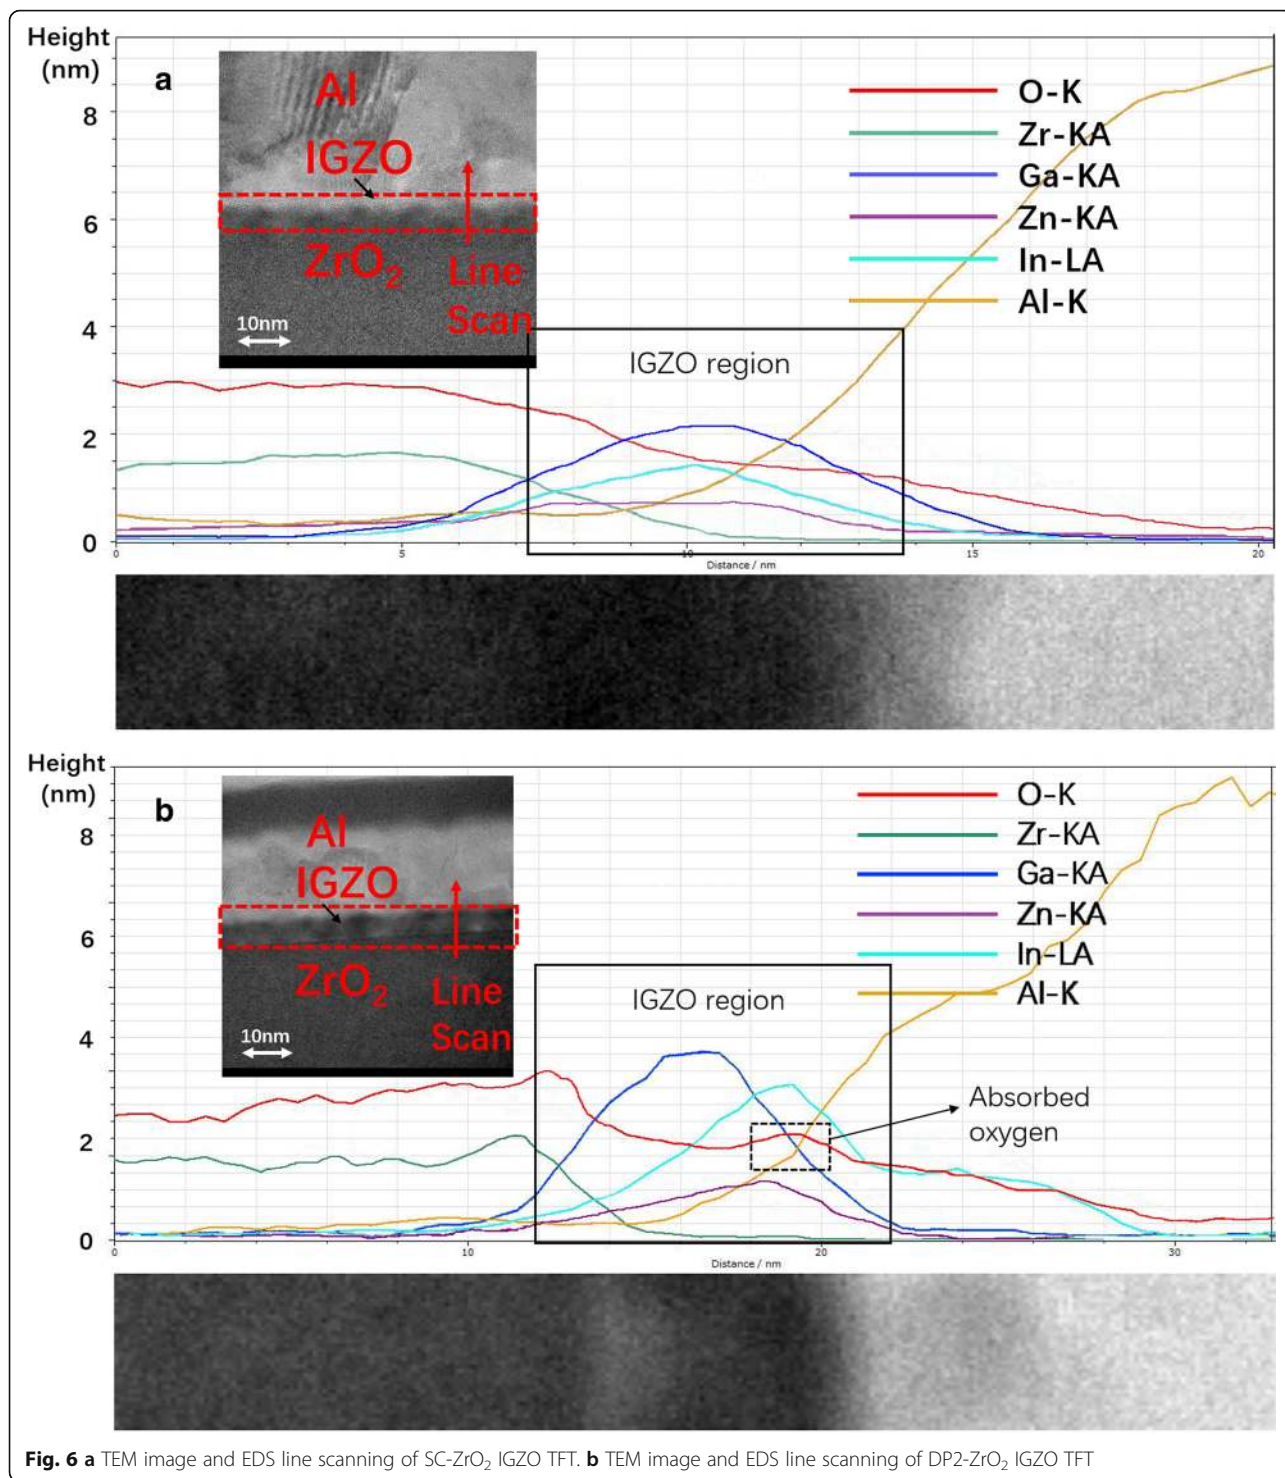 Height
(nm)
a
Al
IGZO
ZrO₂
Line
Scan
10nm
O-K
Zr-KA
Ga-KA
Zn-KA
In-LA
Al-K
IGZO region
8
6
4
2
0
0 5 10 15 20
Distance / nm
Height
(nm)
b
Al
IGZO
ZrO₂
Line
Scan
10nm
O-K
Zr-KA
Ga-KA
Zn-KA
In-LA
Al-K
IGZO region
Absorbed
oxygen
8
6
4
2
0
0 10 20 30
Distance / nm
Fig. 6 a TEM image and EDS line scanning of SC-ZrO₂ IGZO TFT. b TEM image and EDS line scanning of DP2-ZrO₂ IGZO TFT